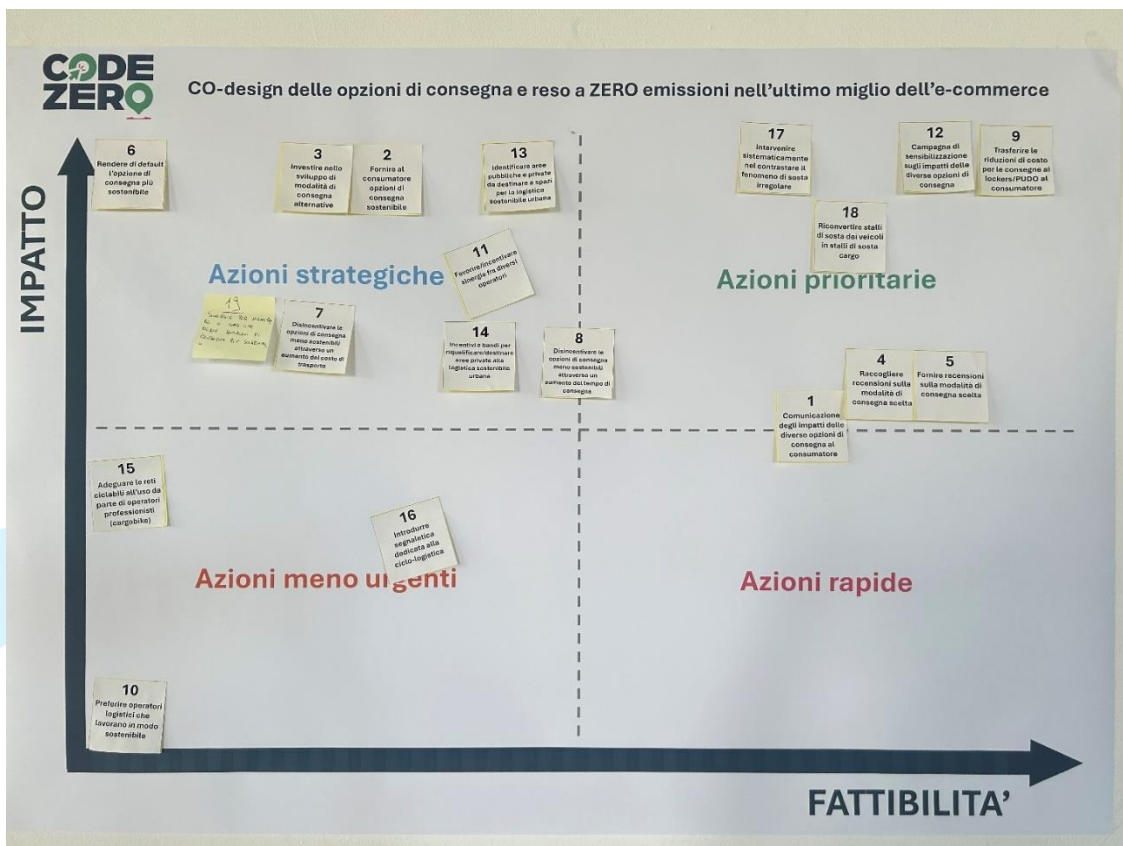 CODE
ZERO
CO-design delle opzioni di consegna e reso a ZERO emissioni nell'ultimo miglio dell'e-commerce
IMPATTO
6
Rendere di default
l'opzione di
consegna più
sostenibile
3
Investire nello
sviluppo di
modalità di
consegna
alternative
2
Fornire al
consumatore
opzioni di
consegna
sostenibile
13
Identificare aree
pubbliche e private
da destinare a spazi
per la logistica
sostenibile urbana
17
Intervenire
sistematicamente
nel contrastare il
fenomeno di sosta
irregolare
12
Campagna di
sensibilizzazione
sugli impatti delle
diverse opzioni di
consegna
9
Trasferire le
riduzioni di costo
per le consegne ai
lockers/PUDO al
consumatore
18
Riconvertire stalli
di sosta dei veicoli
in stalli di sosta
cargo
11
Favorire/incentivare
sinergie fra diversi
operatori
Azioni strategiche
Azioni prioritarie
19
7
Disincentivare le
opzioni di consegna
meno sostenibili
attraverso un
aumento del costo di
trasporto
14
Incentivi e bandi per
riqualificare/destinare
aree private alla
logistica sostenibile
urbana
8
Disincentivare le
opzioni di consegna
meno sostenibili
attraverso un
aumento del tempo di
consegna
4
Raccogliere
recensioni sulla
modalità di
consegna scelta
5
Fornire recensioni
sulla modalità di
consegna scelta
1
Comunicazione
degli impatti delle
diverse opzioni di
consegna al
consumatore
15
Adeguare le reti
ciclabili all'uso da
parte di operatori
professionisti
(cargobike)
16
Introdurre
segnaletica
dedicata alla
ciclo-logistica
Azioni meno urgenti
Azioni rapide
10
Preferire operatori
logistici che
lavorano in modo
sostenibile
FATTIBILITA'